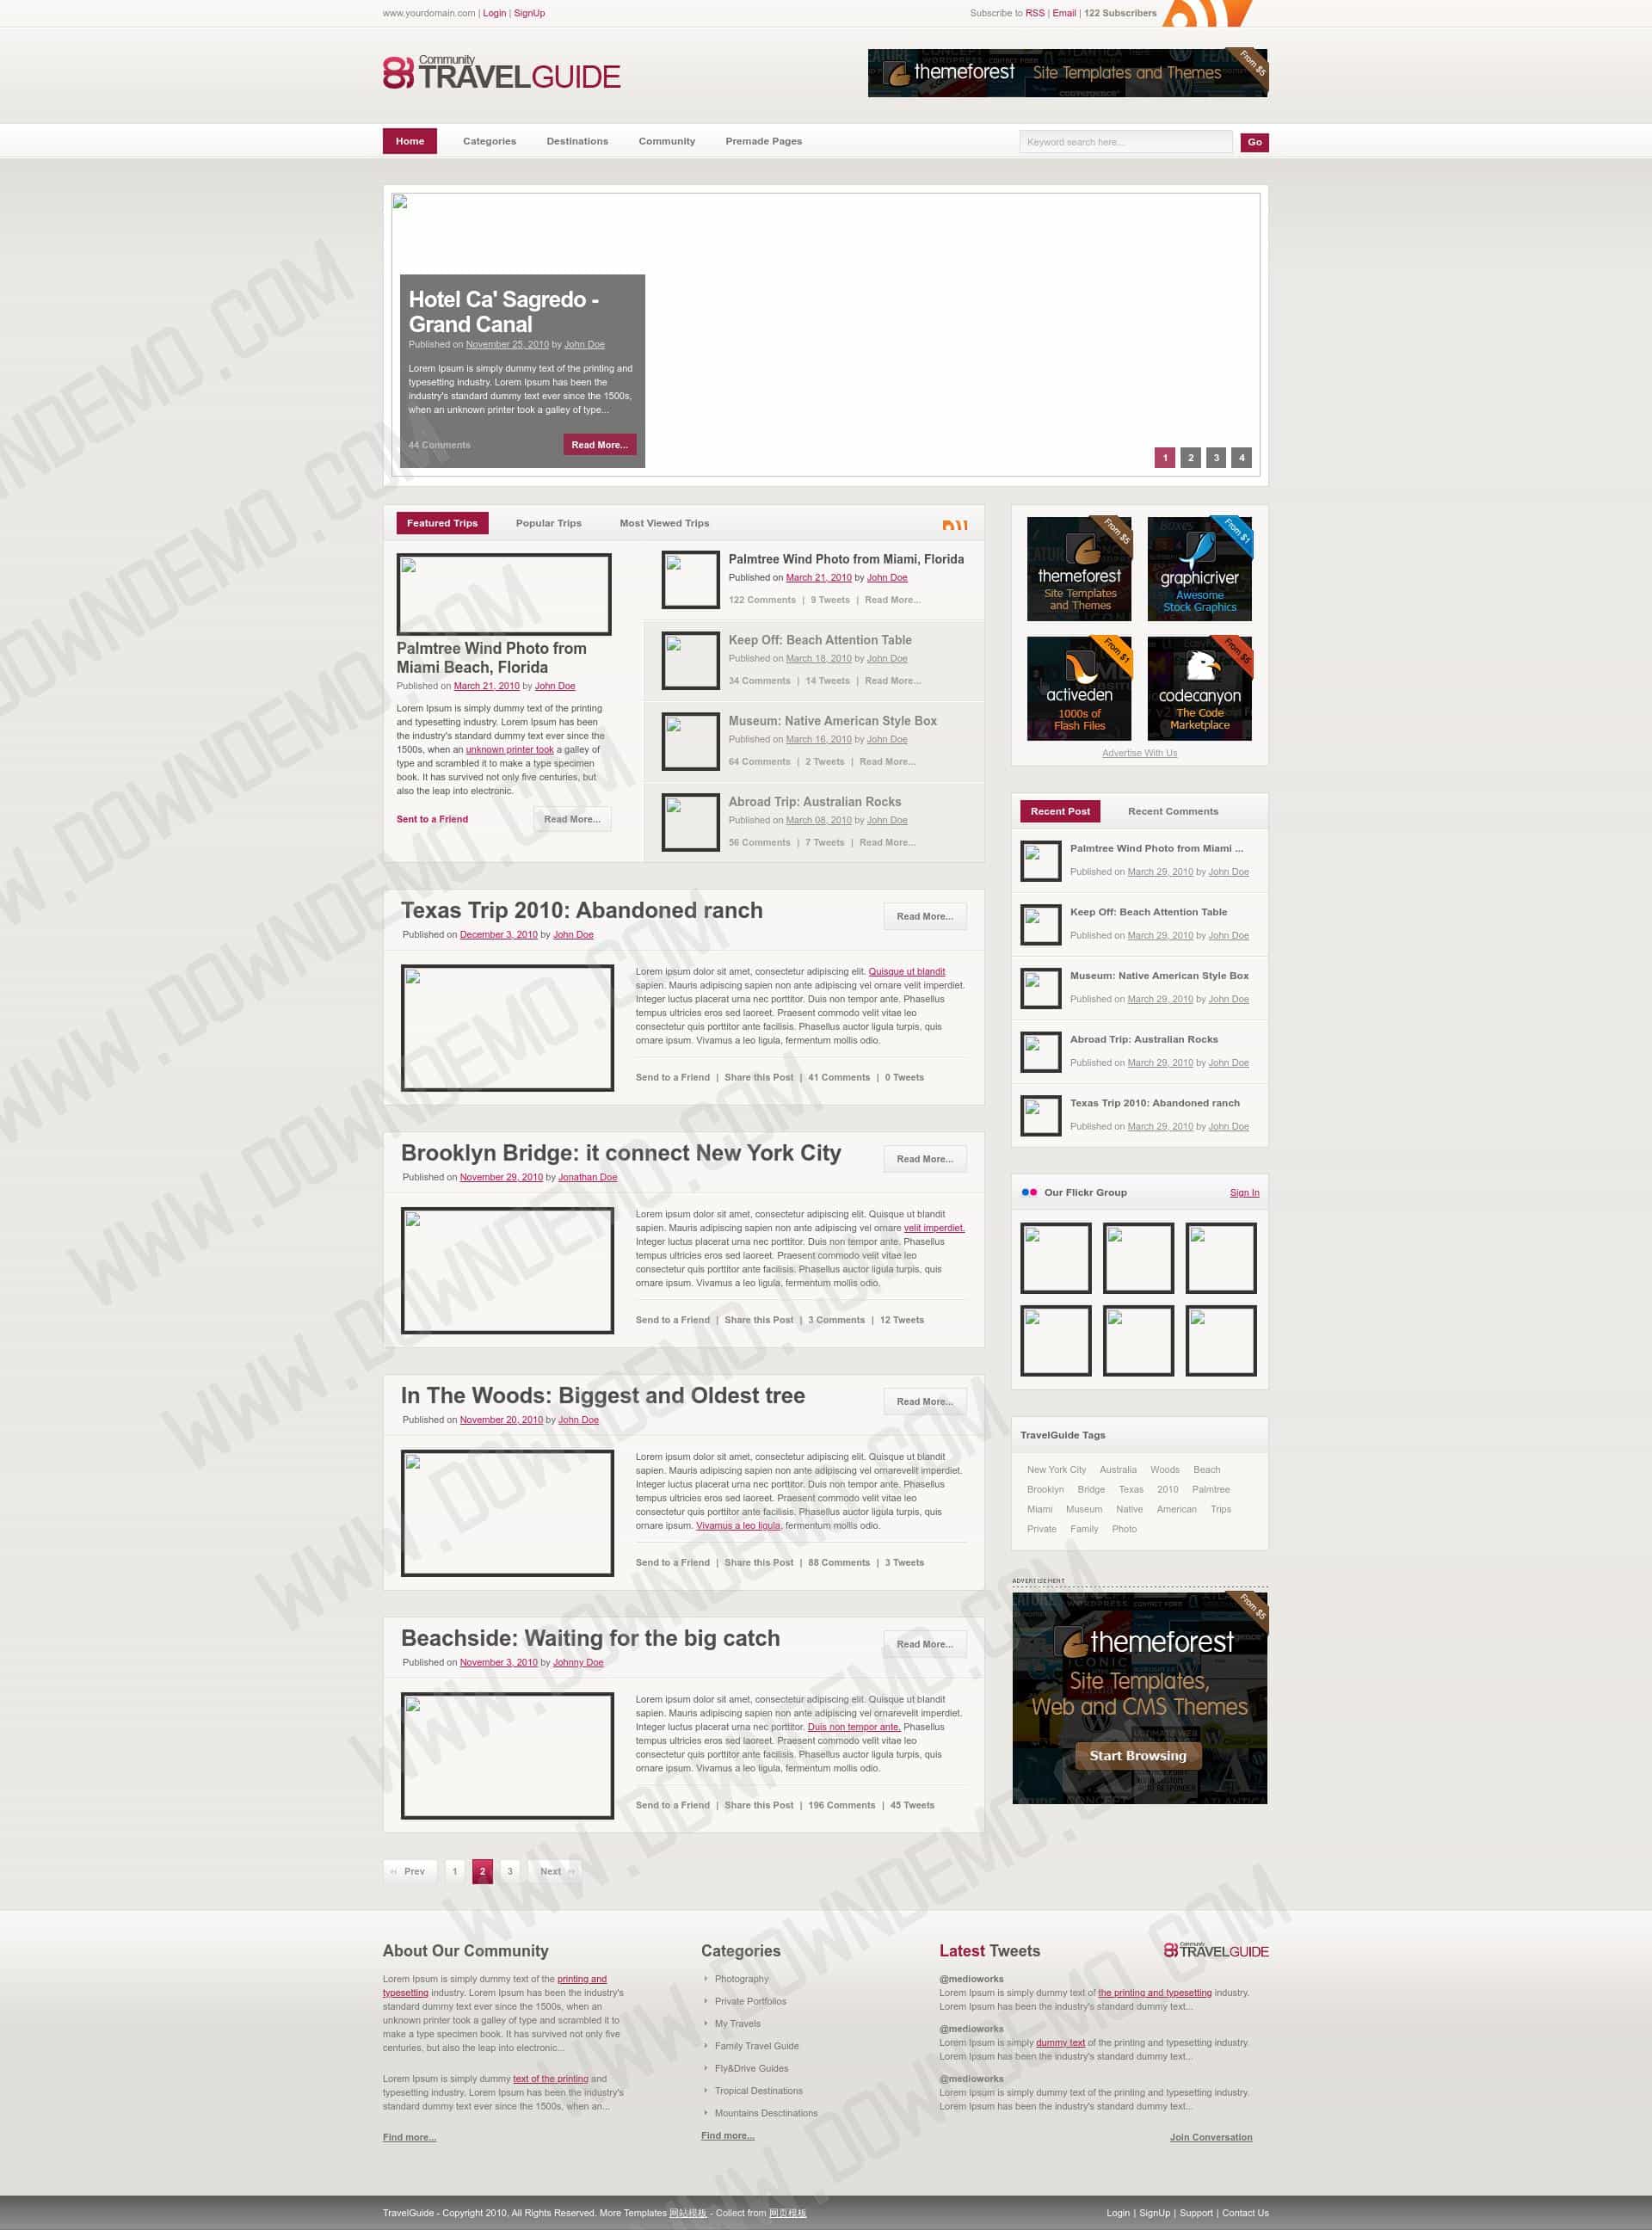 www.yourdomain.com | Login | SignUp
Subscribe to RSS | Email | 122 Subscribers
Community
TRAVELGUIDE
themeforest Site Templates and Themes
From $5
Home Categories Destinations Community Premade Pages
Keyword search here...
Go
Hotel Ca' Sagredo -
Grand Canal
Published on November 25, 2010 by John Doe
Lorem Ipsum is simply dummy text of the printing and
typesetting industry. Lorem Ipsum has been the
industry's standard dummy text ever since the 1500s,
when an unknown printer took a galley of type...
44 Comments
Read More...
1 2 3 4
Featured Trips Popular Trips Most Viewed Trips
Palmtree Wind Photo from
Miami Beach, Florida
Published on March 21, 2010 by John Doe
Lorem Ipsum is simply dummy text of the printing
and typesetting industry. Lorem Ipsum has been
the industry's standard dummy text ever since the
1500s, when an unknown printer took a galley of
type and scrambled it to make a type specimen
book. It has survived not only five centuries, but
also the leap into electronic.
Sent to a Friend
Read More...
Palmtree Wind Photo from Miami, Florida
Published on March 21, 2010 by John Doe
122 Comments | 9 Tweets | Read More...
Keep Off: Beach Attention Table
Published on March 18, 2010 by John Doe
34 Comments | 14 Tweets | Read More...
Museum: Native American Style Box
Published on March 16, 2010 by John Doe
64 Comments | 2 Tweets | Read More...
Abroad Trip: Australian Rocks
Published on March 08, 2010 by John Doe
56 Comments | 7 Tweets | Read More...
Texas Trip 2010: Abandoned ranch
Published on December 3, 2010 by John Doe
Read More...
Lorem ipsum dolor sit amet, consectetur adipiscing elit. Quisque ut blandit
sapien. Mauris adipiscing sapien non ante adipiscing vel ornare velit imperdiet.
Integer luctus placerat urna nec porttitor. Duis non tempor ante. Phasellus
tempus ultricies eros sed laoreet. Praesent commodo velit vitae leo
consectetur quis porttitor ante facilisis. Phasellus auctor ligula turpis, quis
ornare ipsum. Vivamus a leo ligula, fermentum mollis odio.
Send to a Friend | Share this Post | 41 Comments | 0 Tweets
Brooklyn Bridge: it connect New York City
Published on November 29, 2010 by Jonathan Doe
Read More...
Lorem ipsum dolor sit amet, consectetur adipiscing elit. Quisque ut blandit
sapien. Mauris adipiscing sapien non ante adipiscing vel ornare velit imperdiet.
Integer luctus placerat urna nec porttitor. Duis non tempor ante. Phasellus
tempus ultricies eros sed laoreet. Praesent commodo velit vitae leo
consectetur quis porttitor ante facilisis. Phasellus auctor ligula turpis, quis
ornare ipsum. Vivamus a leo ligula, fermentum mollis odio.
Send to a Friend | Share this Post | 3 Comments | 12 Tweets
In The Woods: Biggest and Oldest tree
Published on November 20, 2010 by John Doe
Read More...
Lorem ipsum dolor sit amet, consectetur adipiscing elit. Quisque ut blandit
sapien. Mauris adipiscing sapien non ante adipiscing vel ornarevelit imperdiet.
Integer luctus placerat urna nec porttitor. Duis non tempor ante. Phasellus
tempus ultricies eros sed laoreet. Praesent commodo velit vitae leo
consectetur quis porttitor ante facilisis. Phasellus auctor ligula turpis, quis
ornare ipsum. Vivamus a leo ligula, fermentum mollis odio.
Send to a Friend | Share this Post | 88 Comments | 3 Tweets
Beachside: Waiting for the big catch
Published on November 3, 2010 by Johnny Doe
Read More...
Lorem ipsum dolor sit amet, consectetur adipiscing elit. Quisque ut blandit
sapien. Mauris adipiscing sapien non ante adipiscing vel ornarevelit imperdiet.
Integer luctus placerat urna nec porttitor. Duis non tempor ante. Phasellus
tempus ultricies eros sed laoreet. Praesent commodo velit vitae leo
consectetur quis porttitor ante facilisis. Phasellus auctor ligula turpis, quis
ornare ipsum. Vivamus a leo ligula, fermentum mollis odio.
Send to a Friend | Share this Post | 196 Comments | 45 Tweets
Prev 1 2 3 Next
From $5
themeforest
Site Templates
and Themes
From $1
graphicriver
Awesome
Stock Graphics
From $1
activeden
1000s of
Flash Files
From $5
codecanyon
The Code
Marketplace
Advertise With Us
Recent Post Recent Comments
Palmtree Wind Photo from Miami ...
Published on March 29, 2010 by John Doe
Keep Off: Beach Attention Table
Published on March 29, 2010 by John Doe
Museum: Native American Style Box
Published on March 29, 2010 by John Doe
Abroad Trip: Australian Rocks
Published on March 29, 2010 by John Doe
Texas Trip 2010: Abandoned ranch
Published on March 29, 2010 by John Doe
Our Flickr Group
Sign In
TravelGuide Tags
New York City Australia Woods Beach
Brooklyn Bridge Texas 2010 Palmtree
Miami Museum Native American Trips
Private Family Photo
ADVERTISEMENT
From $5
themeforest
Site Templates,
Web and CMS Themes
Start Browsing
About Our Community
Lorem Ipsum is simply dummy text of the printing and
typesetting industry. Lorem Ipsum has been the industry's
standard dummy text ever since the 1500s, when an
unknown printer took a galley of type and scrambled it to
make a type specimen book. It has survived not only five
centuries, but also the leap into electronic...
Lorem Ipsum is simply dummy text of the printing and
typesetting industry. Lorem Ipsum has been the industry's
standard dummy text ever since the 1500s, when an...
Find more...
Categories
Photography
Private Portfolios
My Travels
Family Travel Guide
Fly&Drive Guides
Tropical Destinations
Mountains Desctinations
Find more...
Latest Tweets
Community
TRAVELGUIDE
@medioworks
Lorem Ipsum is simply dummy text of the printing and typesetting industry.
Lorem Ipsum has been the industry's standard dummy text...
@medioworks
Lorem Ipsum is simply dummy text of the printing and typesetting industry.
Lorem Ipsum has been the industry's standard dummy text...
@medioworks
Lorem Ipsum is simply dummy text of the printing and typesetting industry.
Lorem Ipsum has been the industry's standard dummy text...
Join Conversation
TravelGuide - Copyright 2010, All Rights Reserved. More Templates 网站模板 - Collect from 网页模板
Login | SignUp | Support | Contact Us
WWW.DOWNDEMO.COM